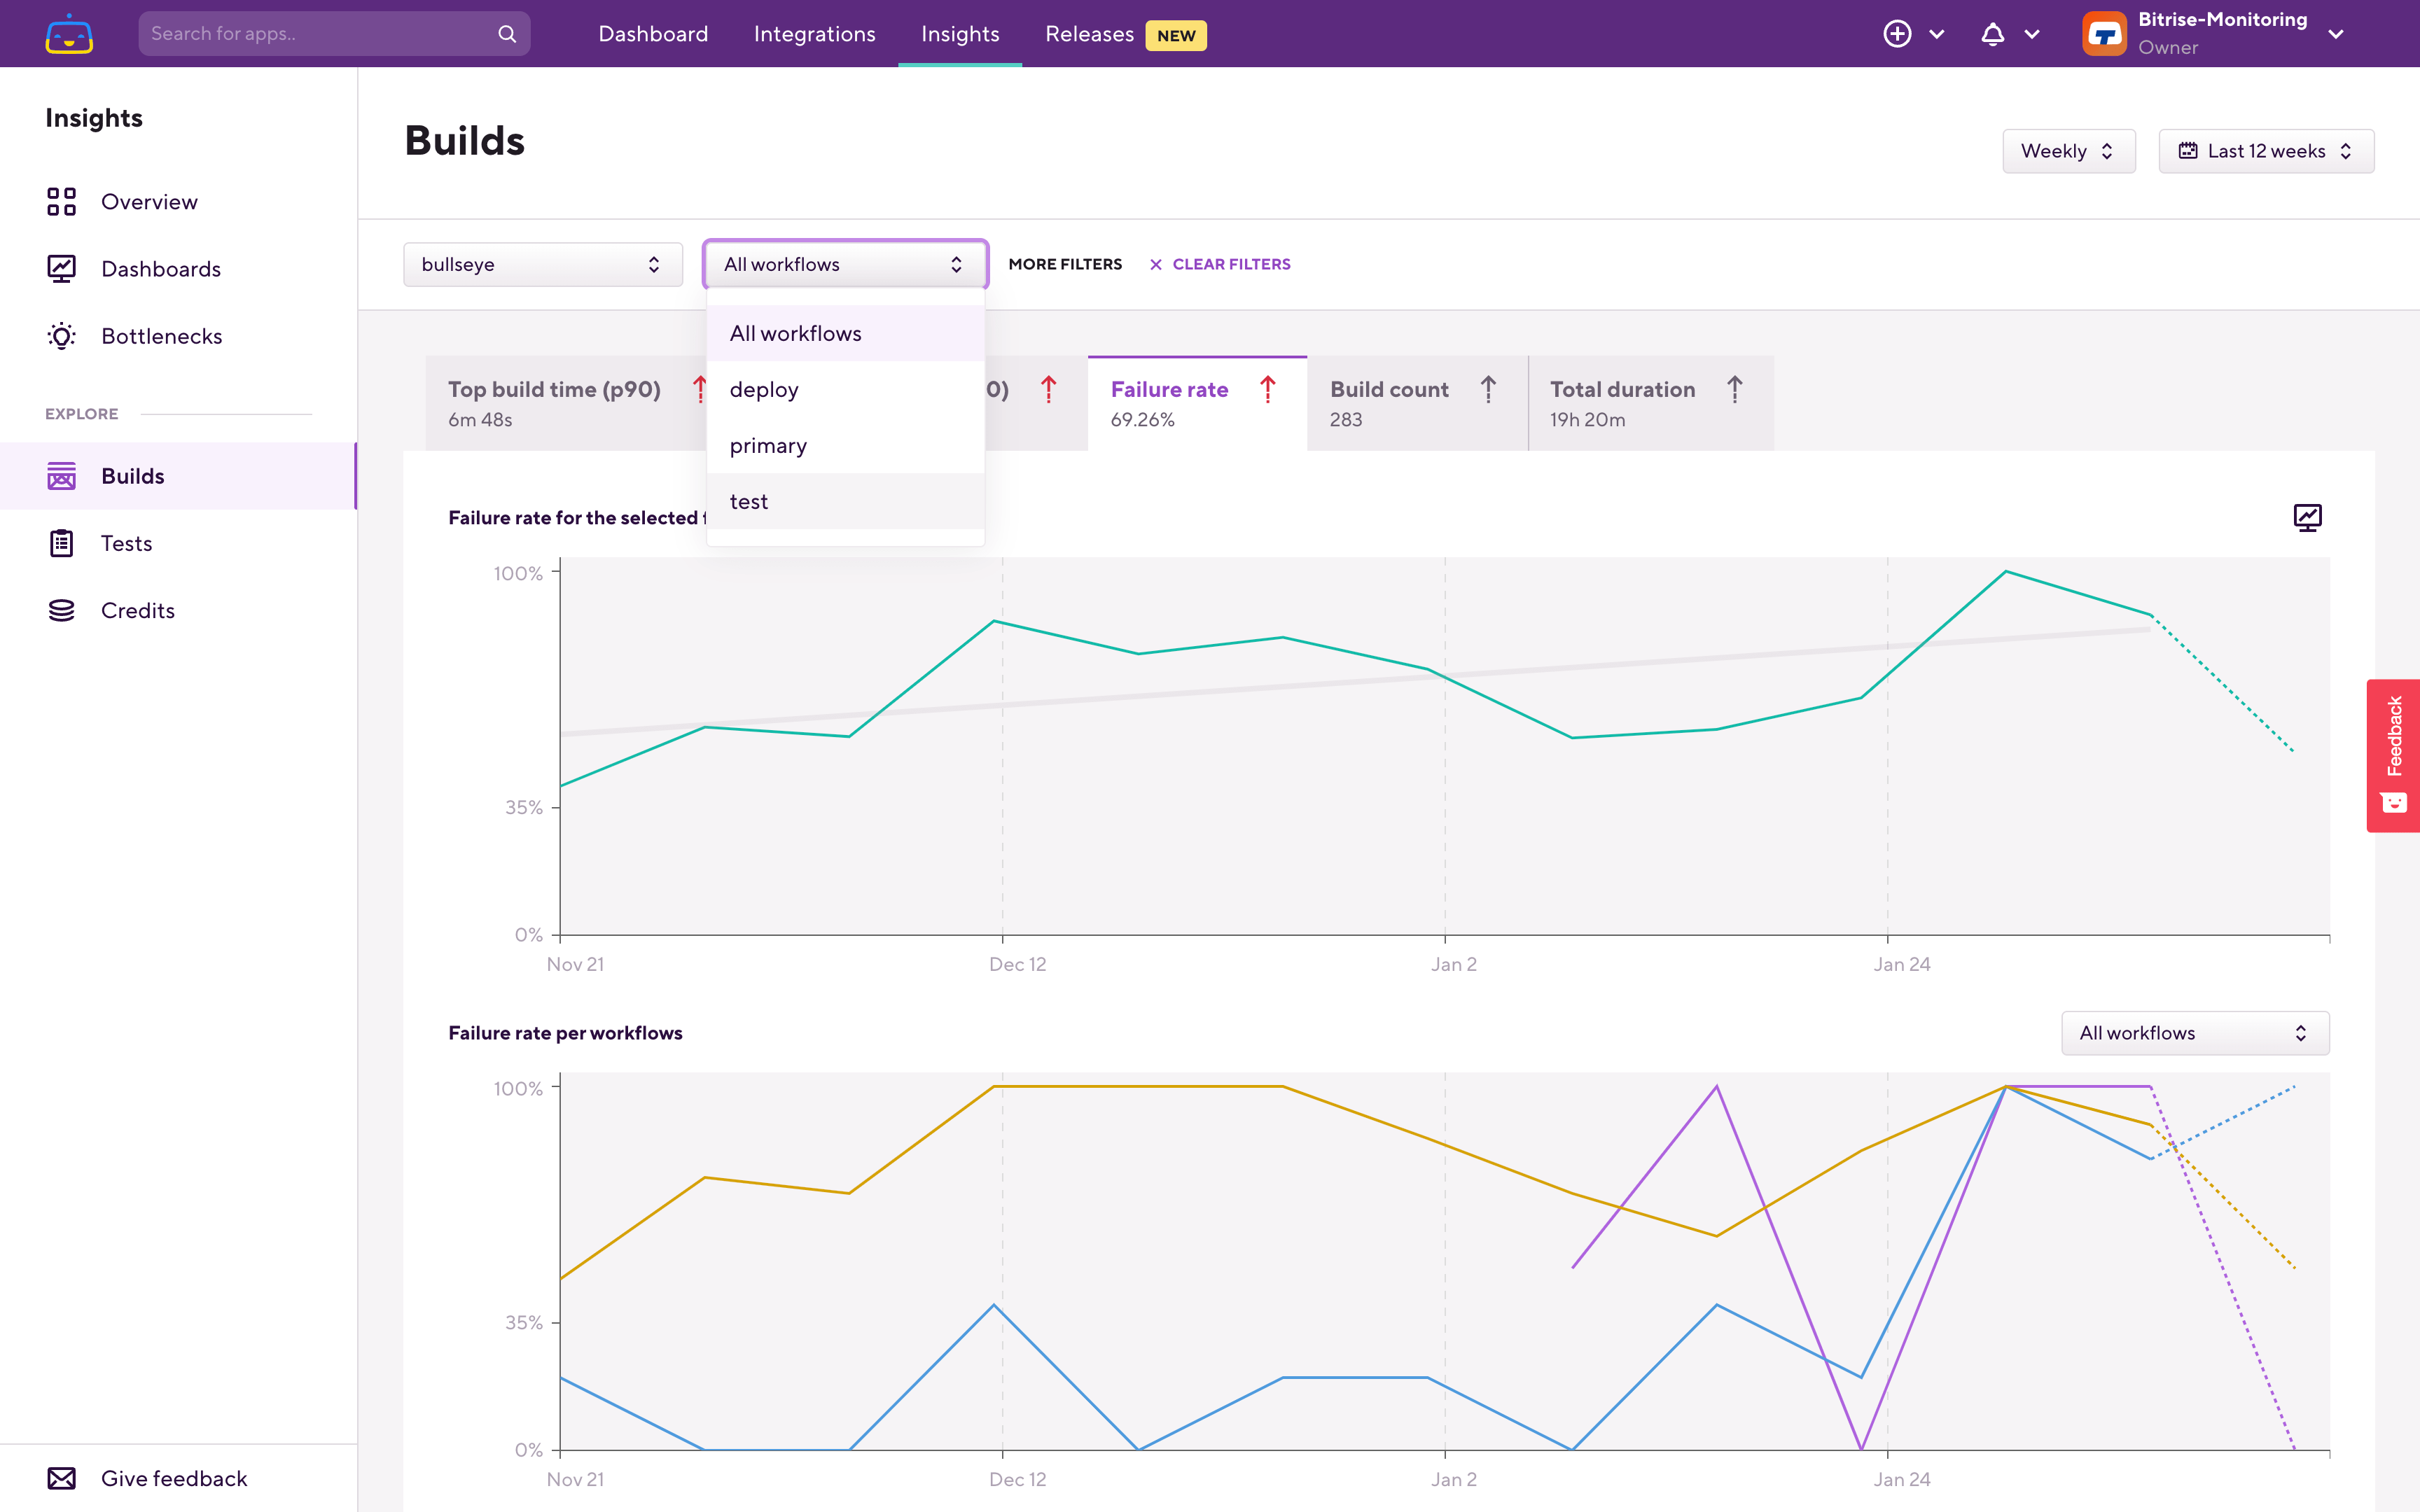 Search for apps..
Dashboard
Integrations
Insights
Releases
NEW
Bitrise-Monitoring
Owner
Insights
Overview
Dashboards
Bottlenecks
EXPLORE
Builds
Tests
Credits
Give feedback
Builds
Weekly
Last 12 weeks
bullseye
All workflows
MORE FILTERS
CLEAR FILTERS
All workflows
deploy
primary
test
Top build time (p90)
6m 48s
0)
Failure rate
69.26%
Build count
283
Total duration
19h 20m
Failure rate for the selected
100%
35%
0%
Nov 21
Dec 12
Jan 2
Jan 24
Feedback
Failure rate per workflows
All workflows
100%
35%
0%
Nov 21
Dec 12
Jan 2
Jan 24